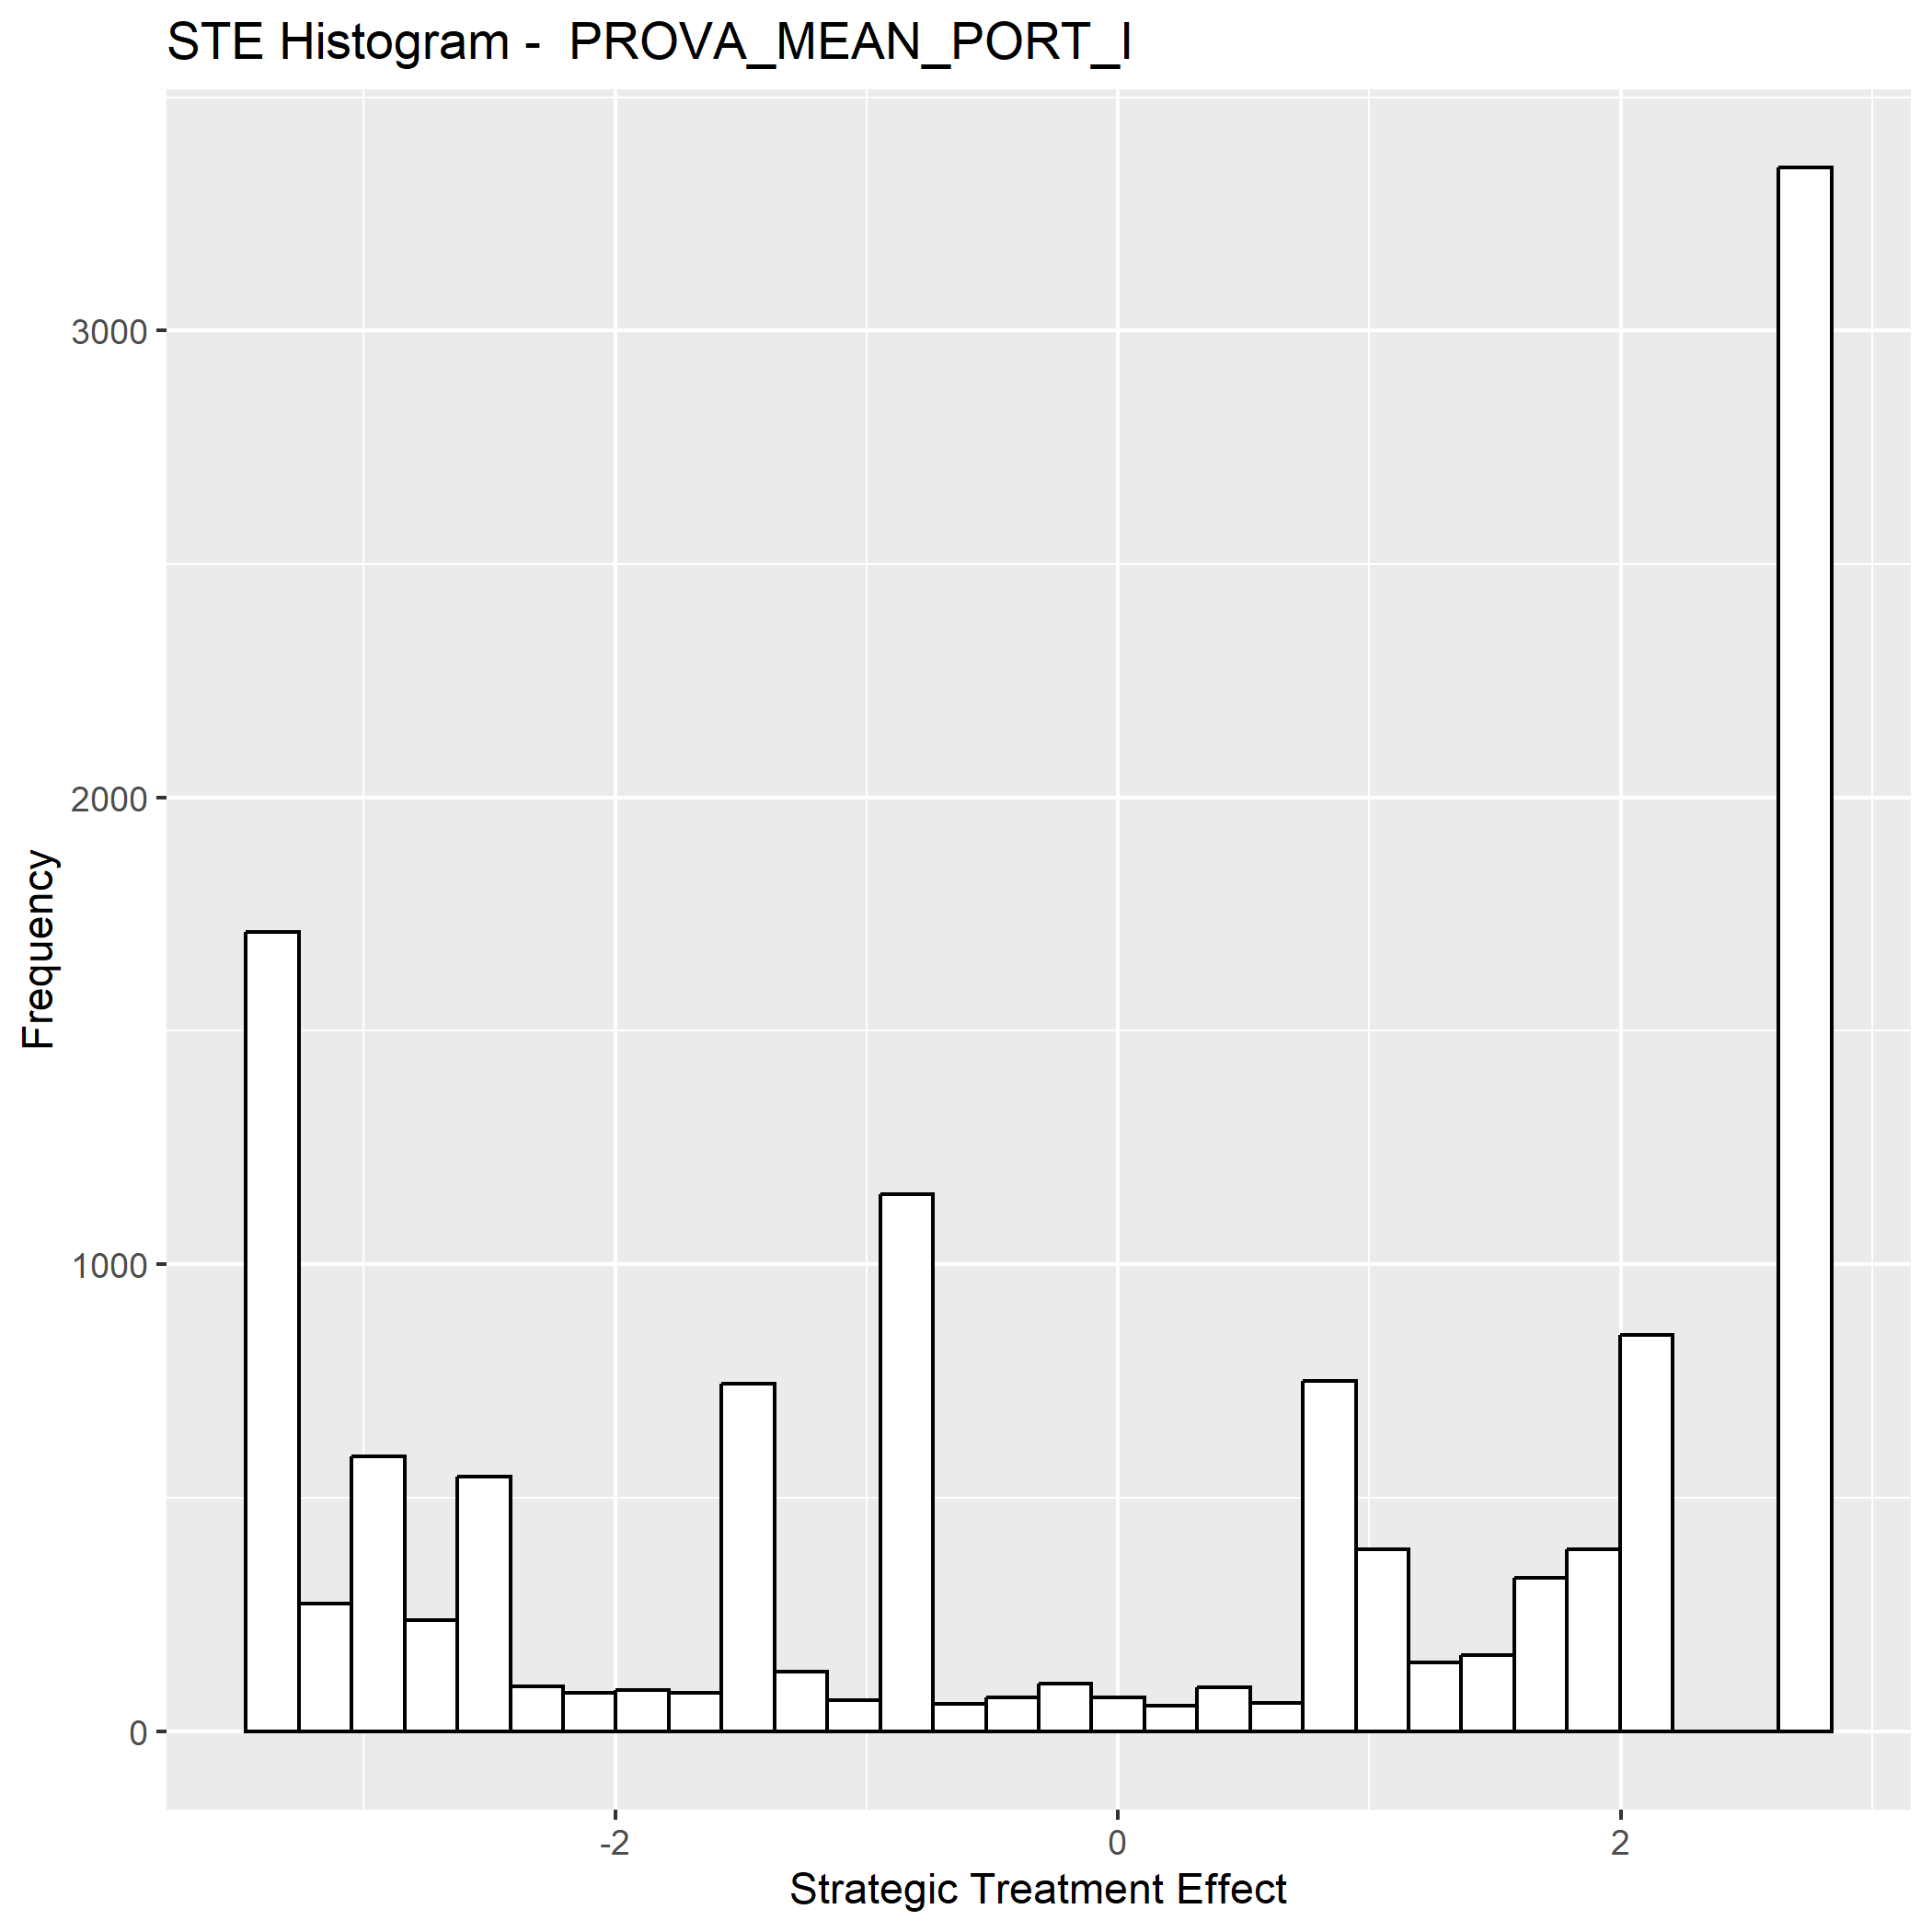 STE Histogram -  PROVA_MEAN_PORT_I
Frequency
3000
2000
1000
0
-2
0
2
Strategic Treatment Effect